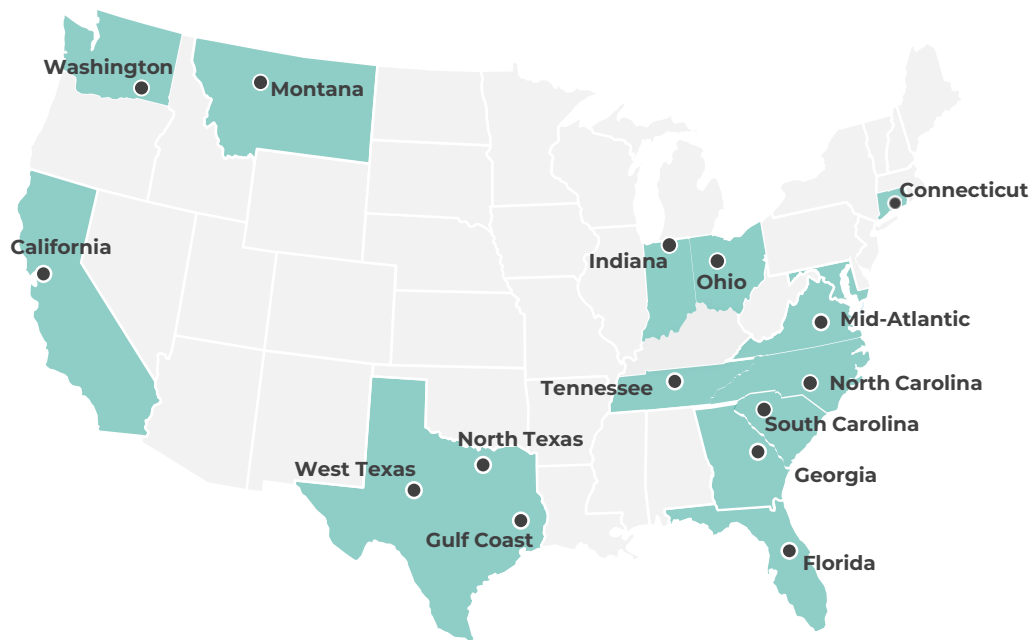 Washington
Montana
Connecticut
California
Indiana
Ohio
Mid-Atlantic
Tennessee
North Carolina
South Carolina
North Texas
West Texas
Georgia
Gulf Coast
Florida